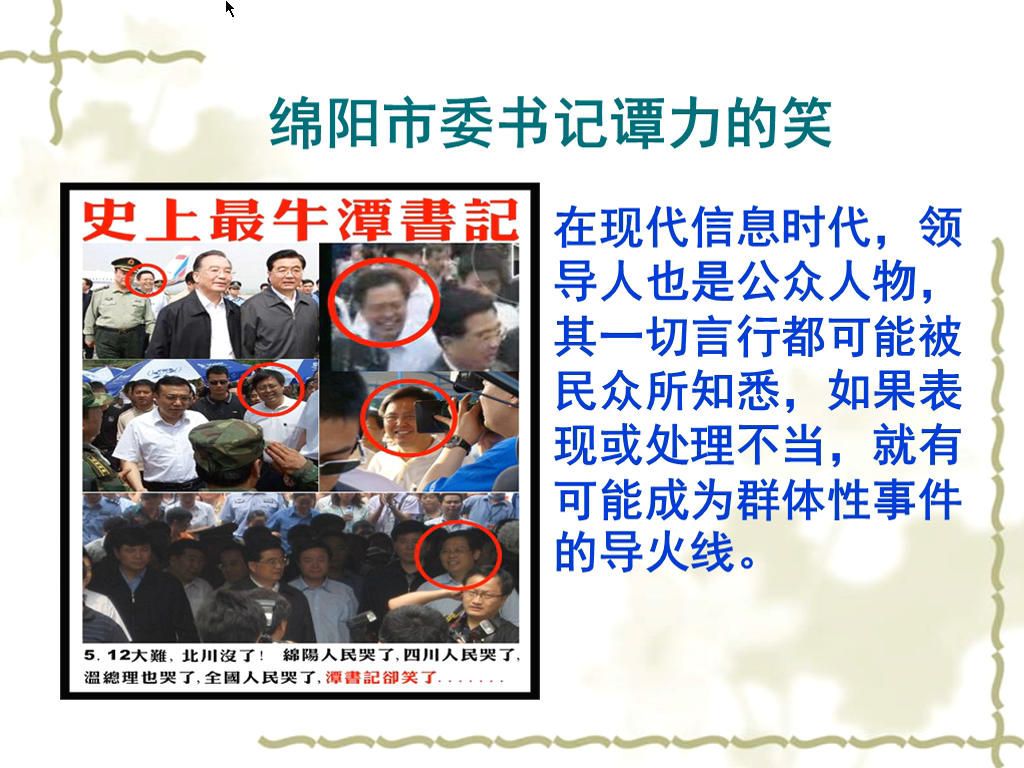 绵阳市委书记谭力的笑
史上最牛潭書記
5.12大難，北川沒了！ 綿陽人民哭了,四川人民哭了,
溫總理也哭了,全國人民哭了,潭書記卻笑了.......
在现代信息时代，领
导人也是公众人物，
其一切言行都可能被
民众所知悉，如果表
现或处理不当，就有
可能成为群体性事件
的导火线。